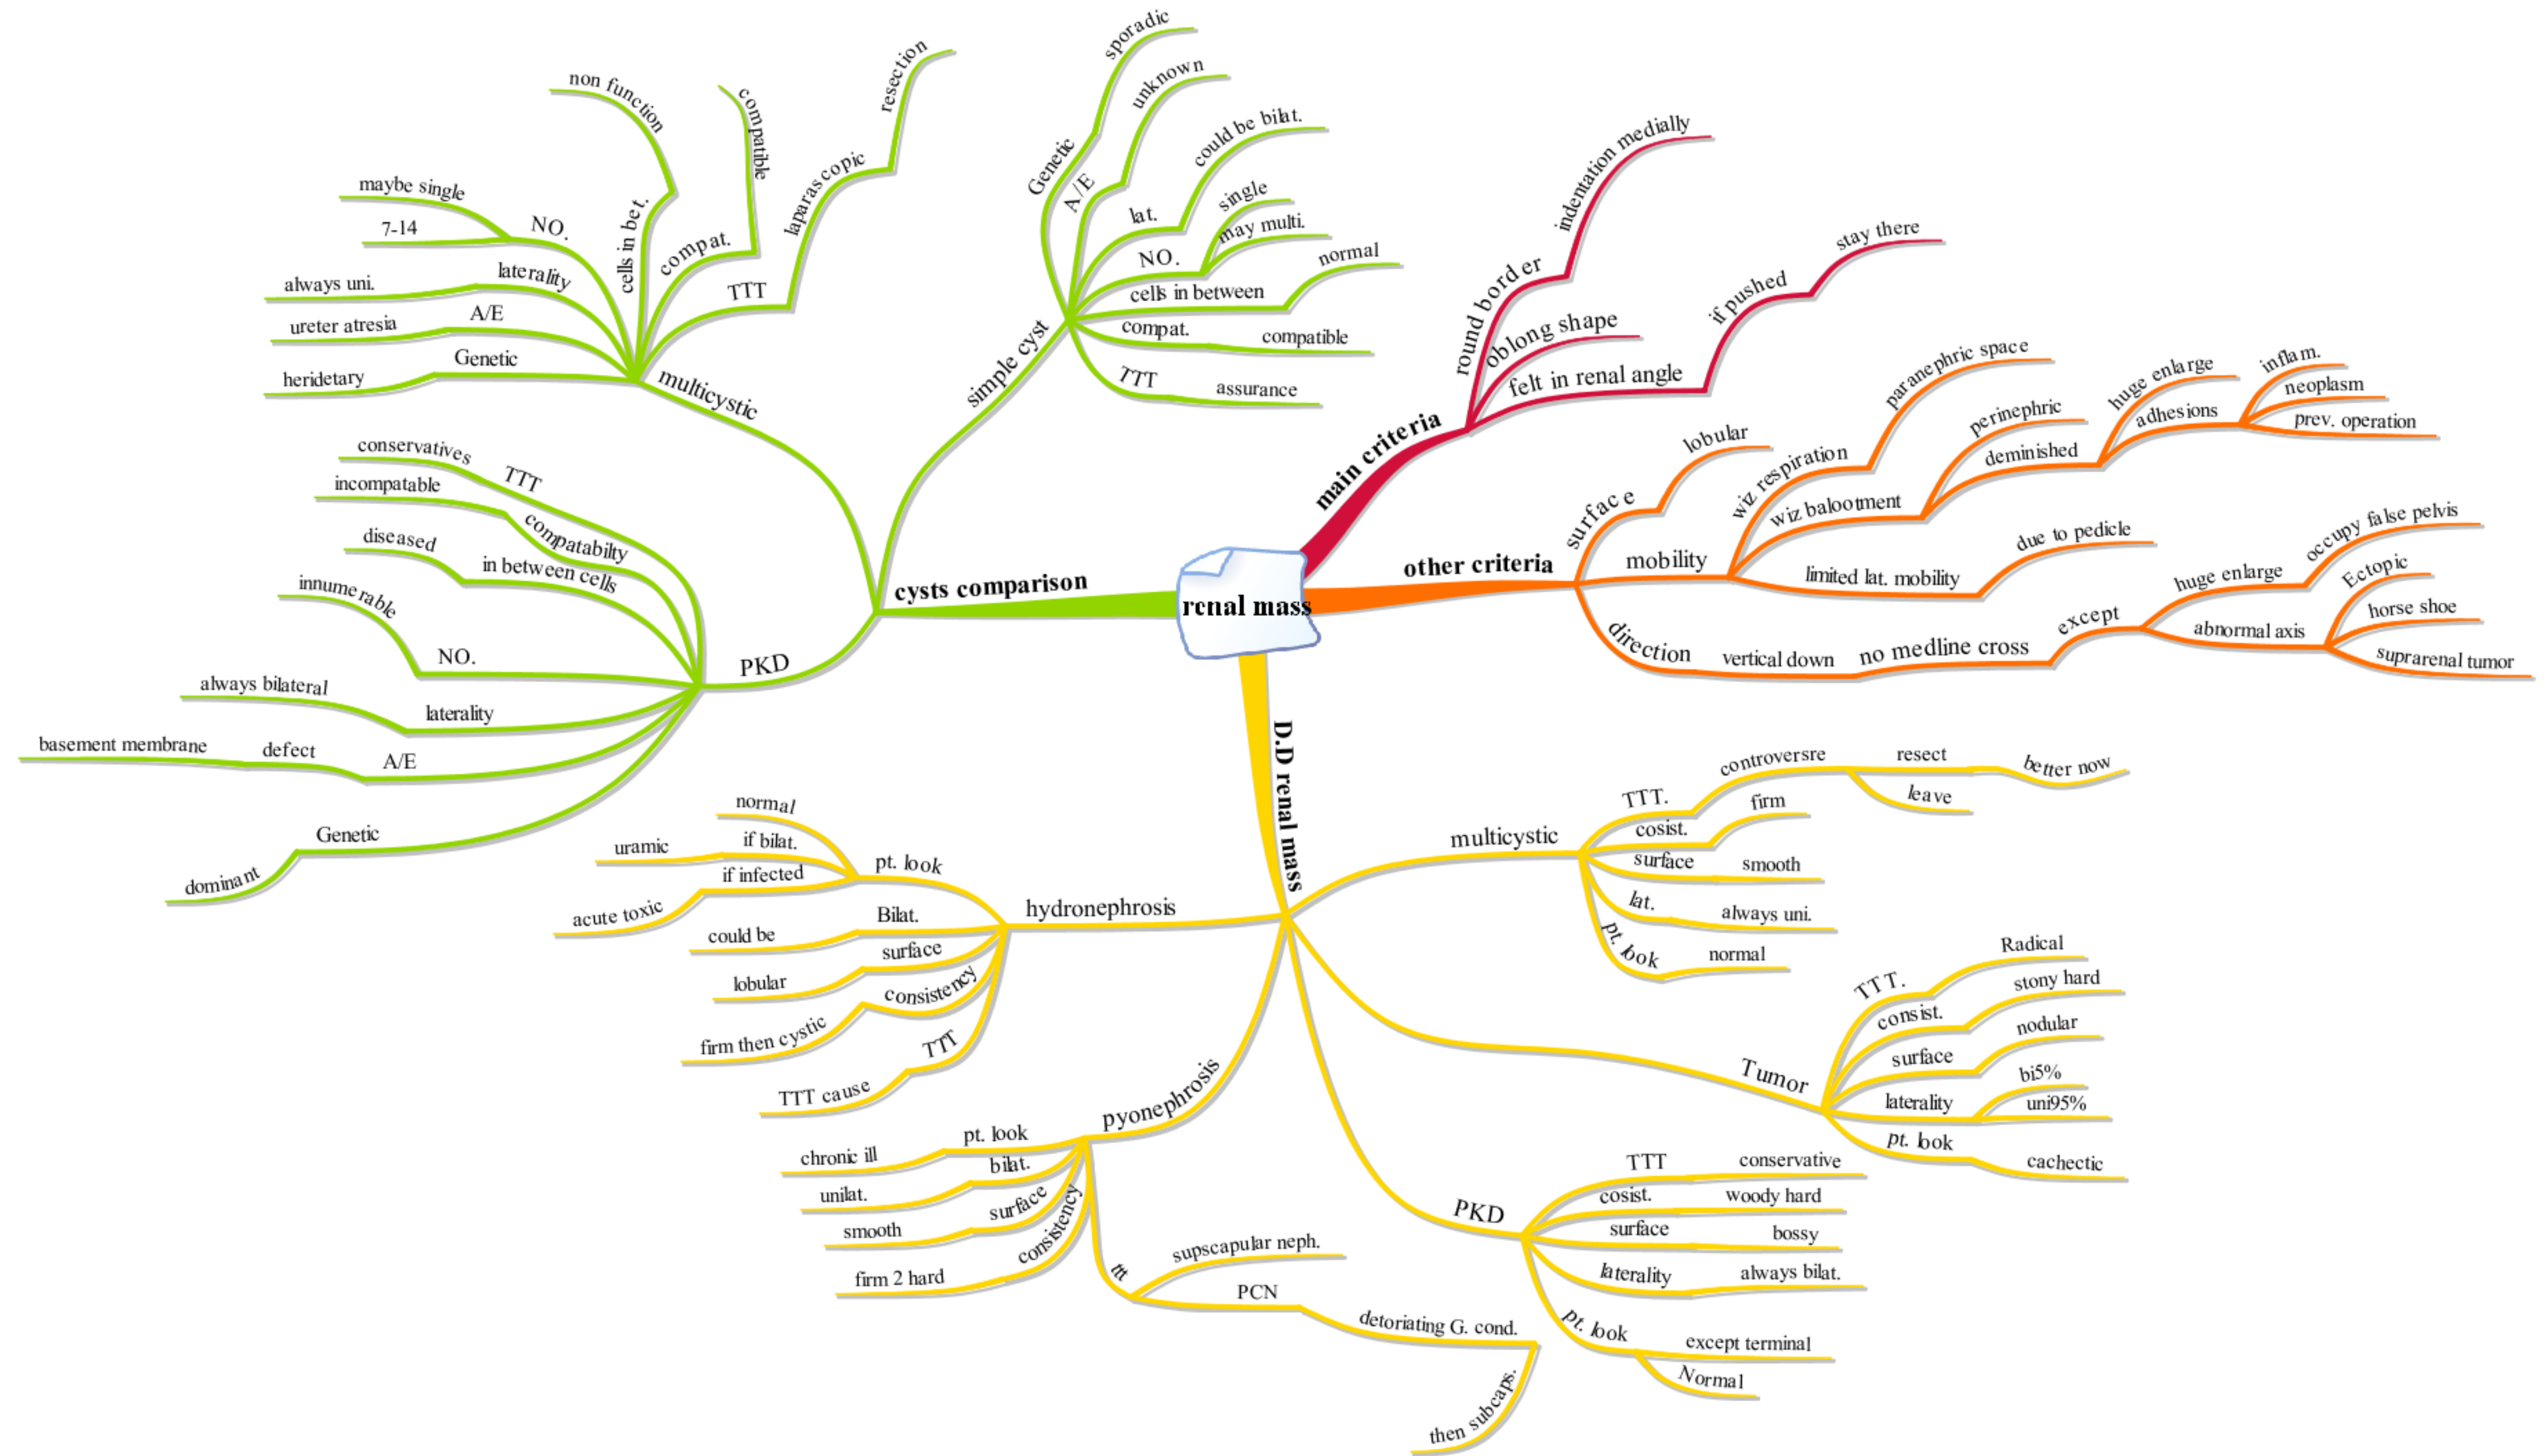 renal mass
main criteria
round border
indentation medially
oblong shape
felt in renal angle
if pushed
stay there
other criteria
surface
lobular
mobility
wiz respiration
paranephric space
wiz balootment
perinephric
deminished
huge enlarge
adhesions
inflam.
neoplasm
prev. operation
limited lat. mobility
due to pedicle
direction
vertical down
no medline cross
except
huge enlarge
occupy false pelvis
abnormal axis
Ectopic
horse shoe
suprarenal tumor
D.D renal mass
multicystic
TTT.
controversre
resect
better now
leave
cosist.
firm
surface
smooth
lat.
always uni.
pt. look
normal
Tumor
TTT.
Radical
consist.
stony hard
surface
nodular
laterality
bi5%
uni95%
pt. look
cachectic
PKD
TTT
conservative
cosist.
woody hard
surface
bossy
laterality
always bilat.
pt. look
except terminal
Normal
pyonephrosis
pt. look
chronic ill
bilat.
unilat.
surface
smooth
consistency
firm 2 hard
ttt
supscapular neph.
PCN
detoriating G. cond.
then subcaps.
hydronephrosis
pt. look
normal
if bilat.
uramic
if infected
acute toxic
Bilat.
could be
surface
lobular
consistency
firm then cystic
TTT
TTT cause
cysts comparison
simple cyst
Genetic
sporadic
A/E
unknown
lat.
could be bilat.
NO.
single
may multi.
cells in between
normal
compat.
compatible
TTT
assurance
multicystic
TTT
laparascopic
resection
compat.
compatible
cells in bet.
non function
NO.
maybe single
7-14
laterality
always uni.
A/E
ureter atresia
Genetic
heridetary
PKD
TTT
conservatives
compatabilty
incompatable
in between cells
diseased
NO.
innumerable
laterality
always bilateral
A/E
defect
basement membrane
Genetic
dominant